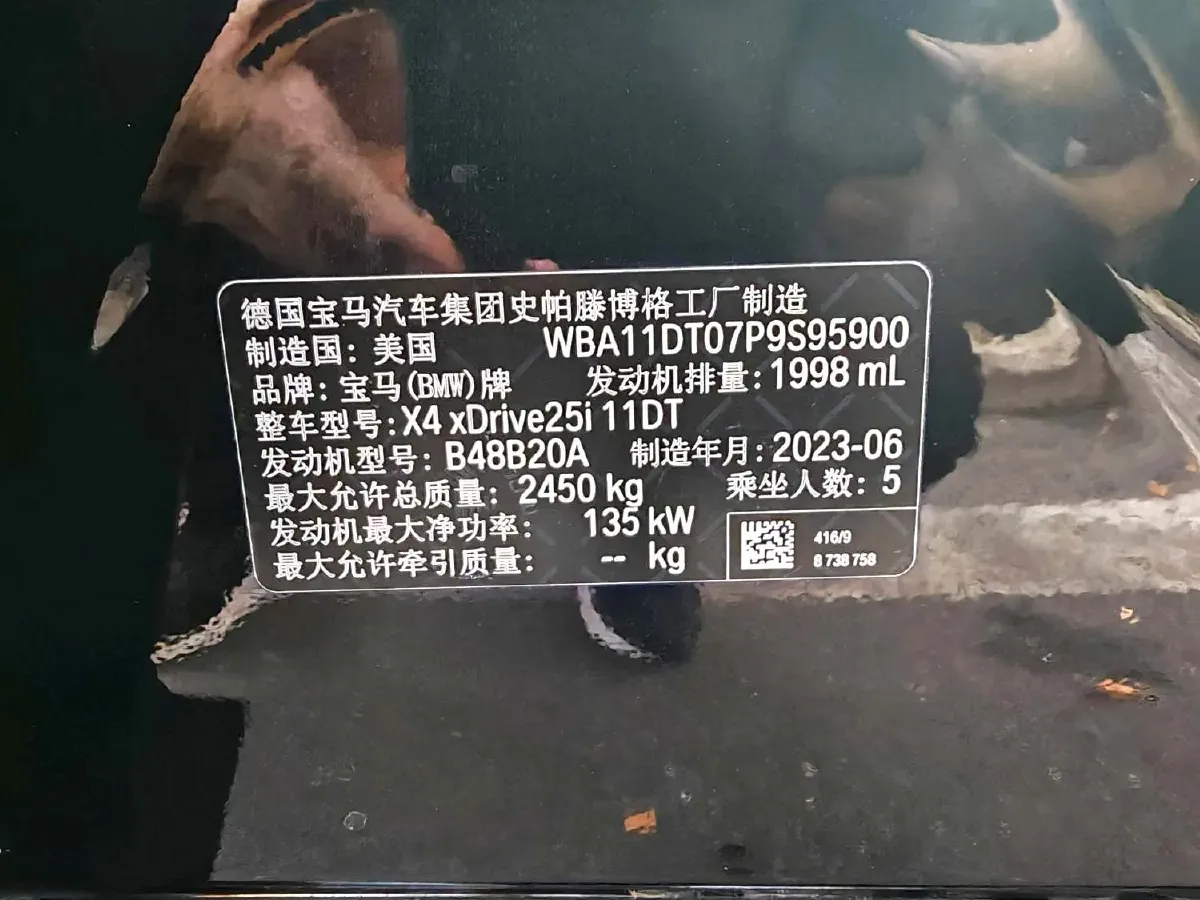 德国宝马汽车集团史帕滕博格工厂制造
制造国：美国 WBA11DT07P9S95900
品牌：宝马(BMW)牌 发动机排量：1998 mL
整车型号：X4 xDrive25i 11DT
发动机型号：B48B20A 制造年月：2023-06
最大允许总质量：2450 kg 乘坐人数：5
发动机最大净功率：135 kW
最大允许牵引质量：-- kg
416/9
8 738 758